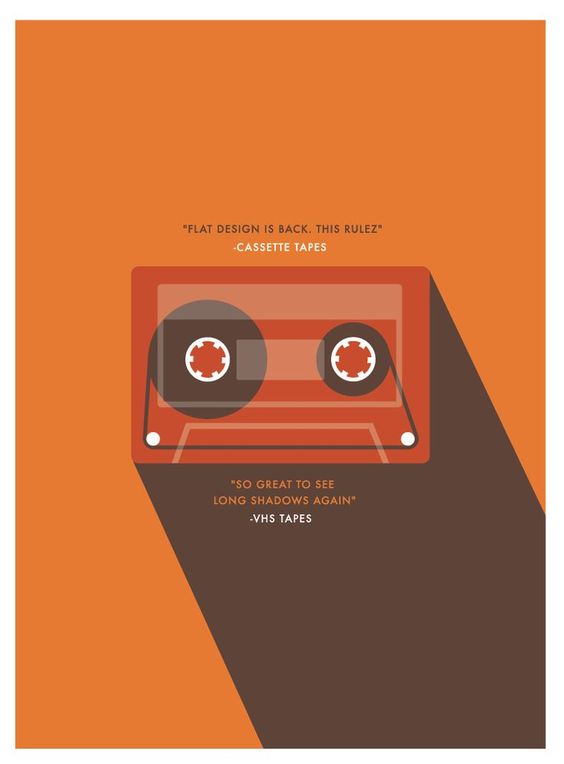 "FLAT DESIGN IS BACK. THIS RULEZ"
-CASSETTE TAPES
"SO GREAT TO SEE
LONG SHADOWS AGAIN"
-VHS TAPES